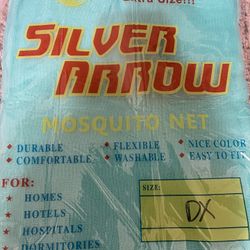 Extra Size!!!
SILVER
ARROW
MOSQUITO NET
• DURABLE • FLEXIBLE • NICE COLOR
• COMFORTABLE • WASHABLE • EASY TO FIT
FOR:
★ HOMES
★ HOTELS
★ HOSPITALS
★ DORMITORIES
SIZE:
DX